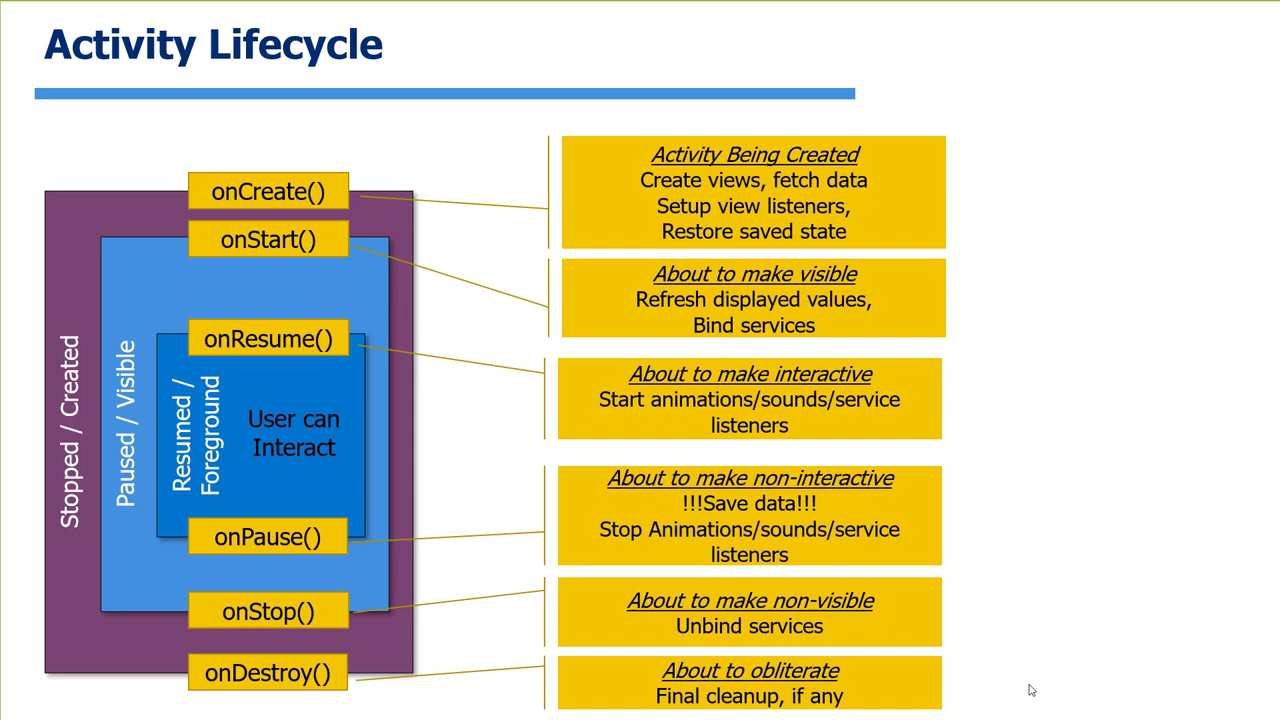 Activity Lifecycle
onCreate()
onStart()
onResume()
onPause()
onStop()
onDestroy()
Stopped / Created
Paused / Visible
Resumed /
Foreground
User can
Interact
Activity Being Created
Create views, fetch data
Setup view listeners,
Restore saved state
About to make visible
Refresh displayed values,
Bind services
About to make interactive
Start animations/sounds/service
listeners
About to make non-interactive
!!!Save data!!!
Stop Animations/sounds/service
listeners
About to make non-visible
Unbind services
About to obliterate
Final cleanup, if any